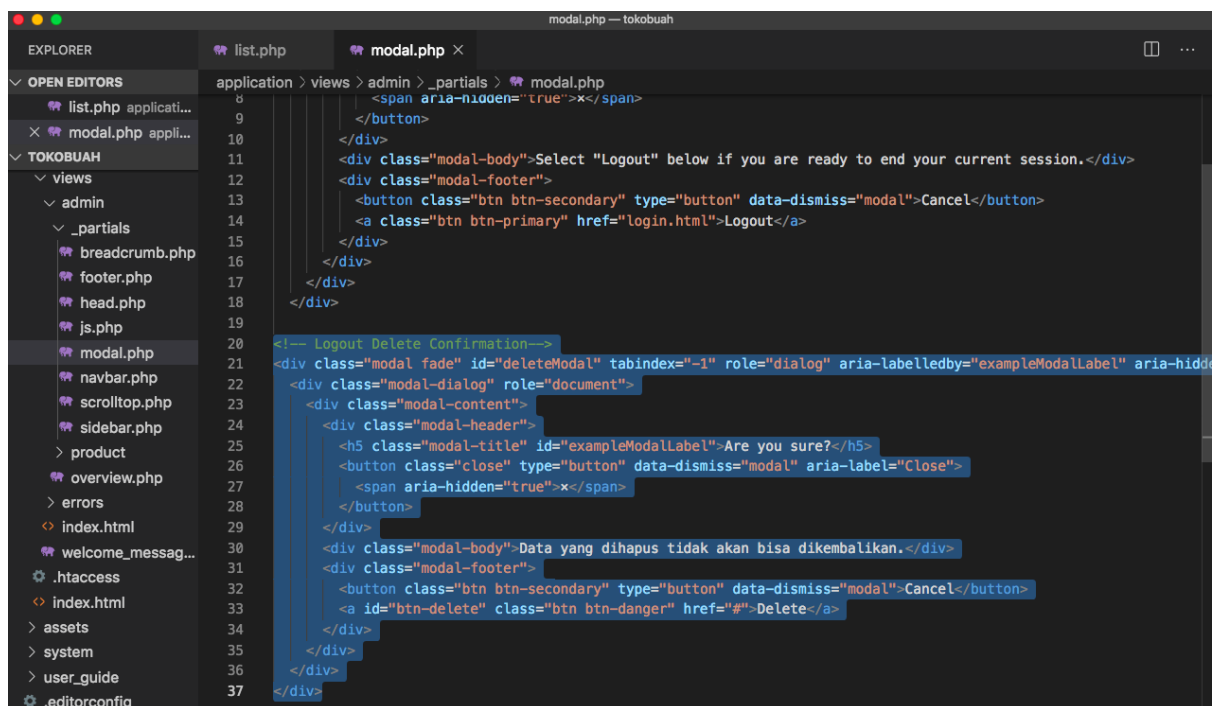 modal.php — tokobuah
EXPLORER
list.php
modal.php ×
···
OPEN EDITORS
list.php applicati...
× modal.php appli...
TOKOBUAH
views
admin
_partials
breadcrumb.php
footer.php
head.php
js.php
modal.php
navbar.php
scrolltop.php
sidebar.php
product
overview.php
errors
index.html
welcome_messag...
.htaccess
index.html
assets
system
user_guide
.editorconfig
application > views > admin > _partials > modal.php
8 <span aria-hidden="true">×</span>
9 </button>
10 </div>
11 <div class="modal-body">Select "Logout" below if you are ready to end your current session.</div>
12 <div class="modal-footer">
13 <button class="btn btn-secondary" type="button" data-dismiss="modal">Cancel</button>
14 <a class="btn btn-primary" href="login.html">Logout</a>
15 </div>
16 </div>
17 </div>
18 </div>
19
20 <!-- Logout Delete Confirmation-->
21 <div class="modal fade" id="deleteModal" tabindex="-1" role="dialog" aria-labelledby="exampleModalLabel" aria-hidde
22 <div class="modal-dialog" role="document">
23 <div class="modal-content">
24 <div class="modal-header">
25 <h5 class="modal-title" id="exampleModalLabel">Are you sure?</h5>
26 <button class="close" type="button" data-dismiss="modal" aria-label="Close">
27 <span aria-hidden="true">×</span>
28 </button>
29 </div>
30 <div class="modal-body">Data yang dihapus tidak akan bisa dikembalikan.</div>
31 <div class="modal-footer">
32 <button class="btn btn-secondary" type="button" data-dismiss="modal">Cancel</button>
33 <a id="btn-delete" class="btn btn-danger" href="#">Delete</a>
34 </div>
35 </div>
36 </div>
37 </div>